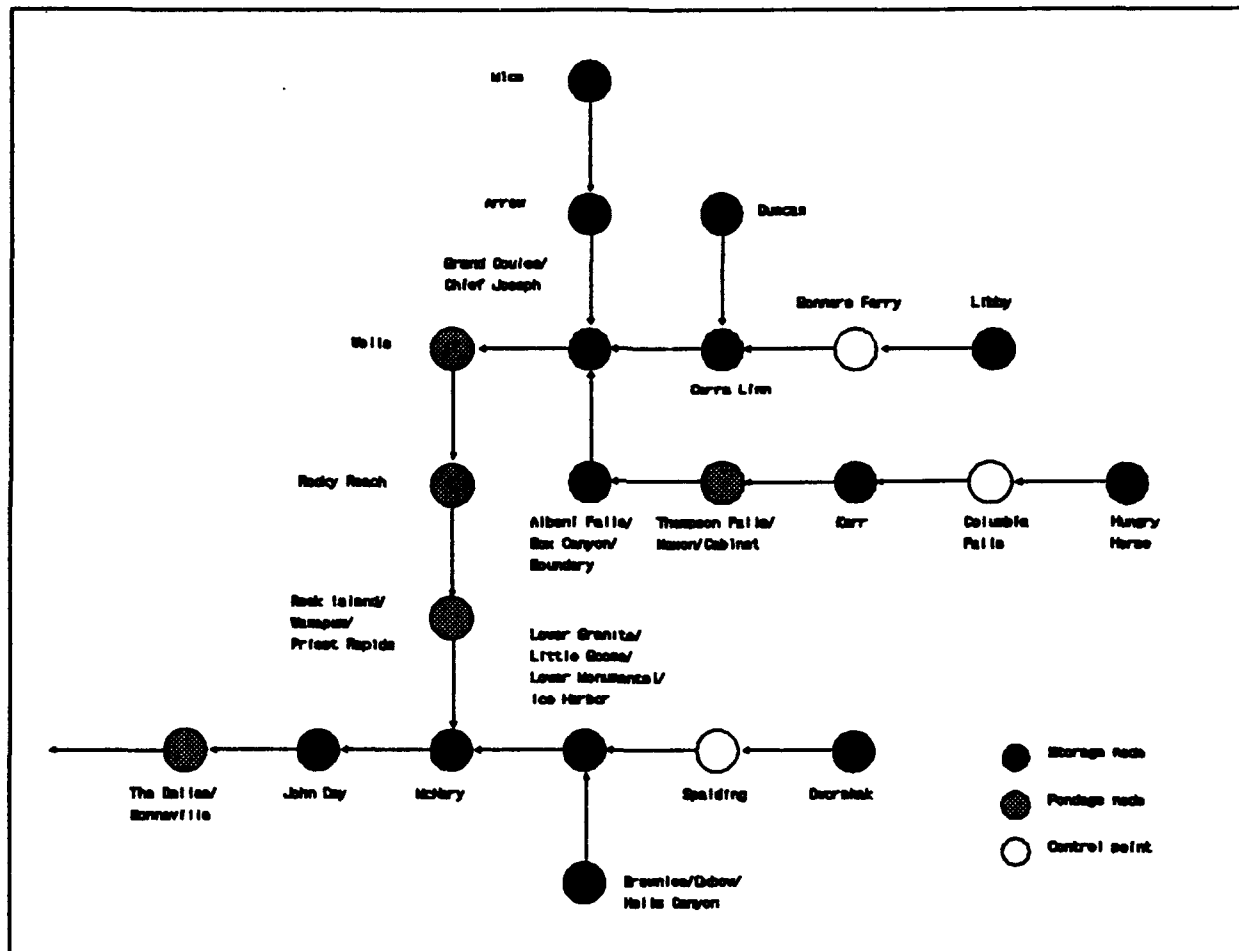 Mica
Arrow
Duncan
Grand Coulee/
Chief Joseph
Bonners Ferry
Libby
Wells
Corra Linn
Rocky Reach
Albeni Falls/
Box Canyon/
Boundary
Thompson Falls/
Noxon/Cabinet
Kerr
Columbia
Falls
Hungry
Horse
Rock Island/
Wanapum/
Priest Rapids
Lower Granite/
Little Goose/
Lower Monumental/
Ice Harbor
The Dalles/
Bonneville
John Day
McNary
Spalding
Dworshak
Storage node
Pondage node
Control point
Brownlee/Oxbow/
Hells Canyon